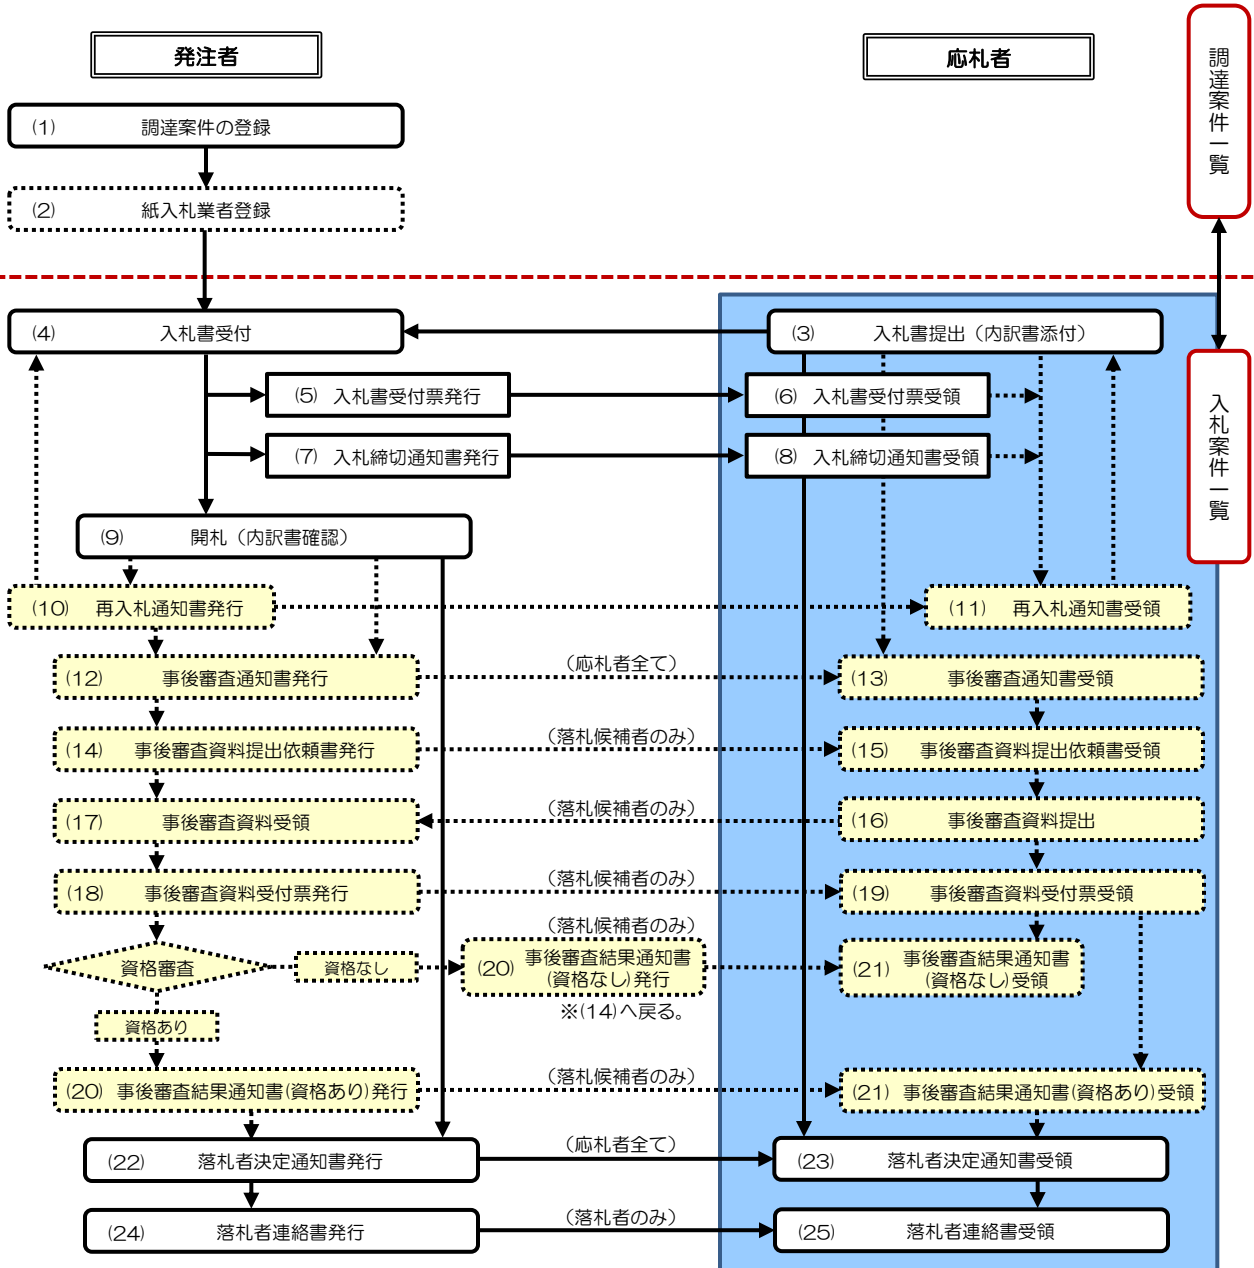 発注者
応札者
調達案件一覧
(1) 調達案件の登録
(2) 紙入札業者登録
(4) 入札書受付
(3) 入札書提出（内訳書添付）
入札案件一覧
(5) 入札書受付票発行
(6) 入札書受付票受領
(7) 入札締切通知書発行
(8) 入札締切通知書受領
(9) 開札（内訳書確認）
(10) 再入札通知書発行
(11) 再入札通知書受領
(12) 事後審査通知書発行
（応札者全て）
(13) 事後審査通知書受領
(14) 事後審査資料提出依頼書発行
（落札候補者のみ）
(15) 事後審査資料提出依頼書受領
(17) 事後審査資料受領
（落札候補者のみ）
(16) 事後審査資料提出
(18) 事後審査資料受付票発行
（落札候補者のみ）
(19) 事後審査資料受付票受領
（落札候補者のみ）
資格審査
資格なし
(20) 事後審査結果通知書
(資格なし)発行
(21) 事後審査結果通知書
(資格なし)受領
※(14)へ戻る。
資格あり
(20) 事後審査結果通知書(資格あり)発行
（落札候補者のみ）
(21) 事後審査結果通知書(資格あり)受領
(22) 落札者決定通知書発行
（応札者全て）
(23) 落札者決定通知書受領
(24) 落札者連絡書発行
（落札者のみ）
(25) 落札者連絡書受領